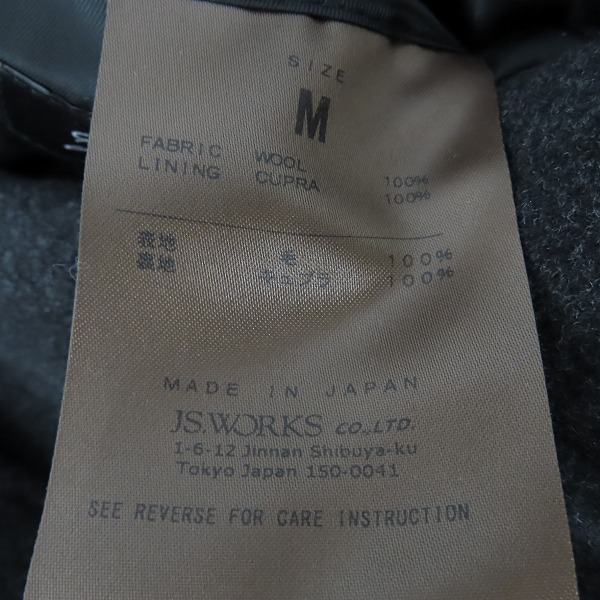 SIZE
M
FABRIC WOOL 100%
LINING CUPRA 100%
表地 毛 100%
裏地 キュプラ 100%
MADE IN JAPAN
JS.WORKS CO.,LTD.
1-6-12 Jinnan Shibuya-ku
Tokyo Japan 150-0041
SEE REVERSE FOR CARE INSTRUCTION